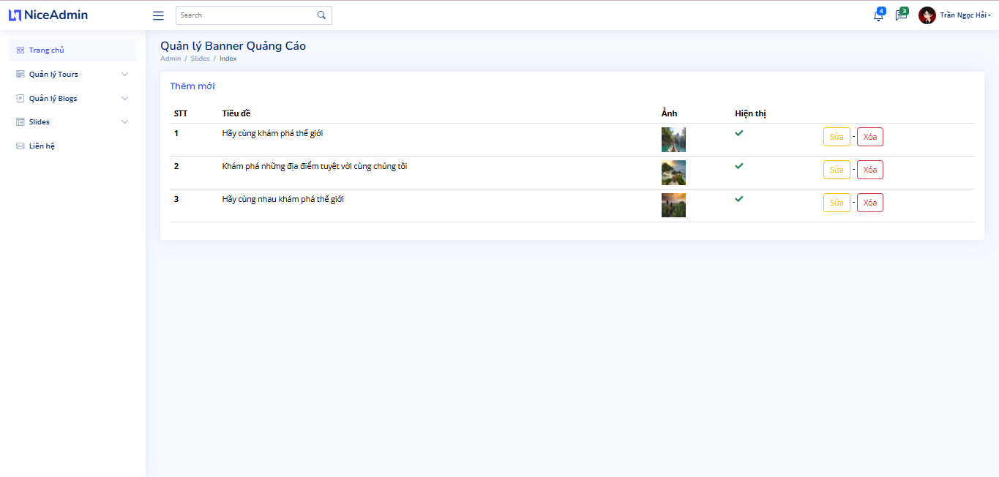 NiceAdmin
Search
4
3
Trần Ngọc Hải
Trang chủ
Quản lý Tours
Quản lý Blogs
Slides
Liên hệ
Quản lý Banner Quảng Cáo
Admin / Slides / Index
Thêm mới
STT Tiêu đề Ảnh Hiện thị
1 Hãy cùng khám phá thế giới Sửa - Xóa
2 Khám phá những địa điểm tuyệt vời cùng chúng tôi Sửa - Xóa
3 Hãy cùng nhau khám phá thế giới Sửa - Xóa